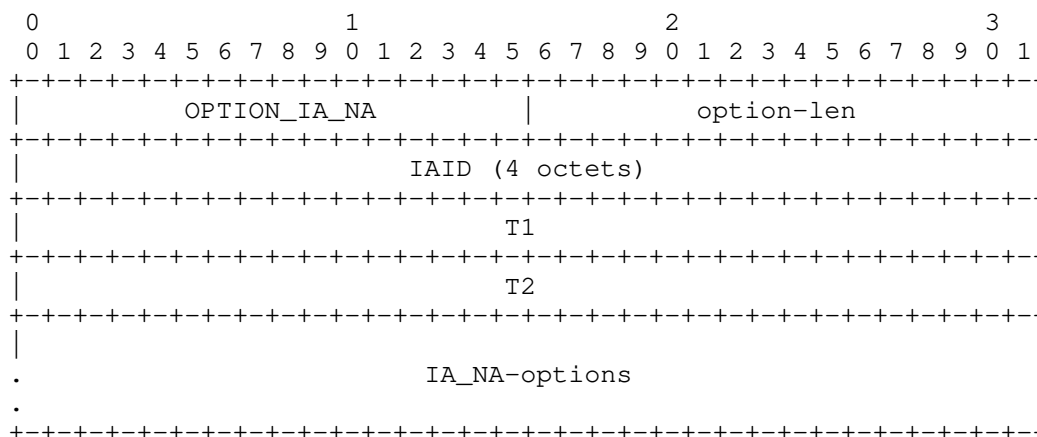 0                   1                   2                   3
0 1 2 3 4 5 6 7 8 9 0 1 2 3 4 5 6 7 8 9 0 1 2 3 4 5 6 7 8 9 0 1
+-+-+-+-+-+-+-+-+-+-+-+-+-+-+-+-+-+-+-+-+-+-+-+-+-+-+-+-+-+-+-+-
|          OPTION_IA_NA         |          option-len
+-+-+-+-+-+-+-+-+-+-+-+-+-+-+-+-+-+-+-+-+-+-+-+-+-+-+-+-+-+-+-+-
|                        IAID (4 octets)
+-+-+-+-+-+-+-+-+-+-+-+-+-+-+-+-+-+-+-+-+-+-+-+-+-+-+-+-+-+-+-+-
|                              T1
+-+-+-+-+-+-+-+-+-+-+-+-+-+-+-+-+-+-+-+-+-+-+-+-+-+-+-+-+-+-+-+-
|                              T2
+-+-+-+-+-+-+-+-+-+-+-+-+-+-+-+-+-+-+-+-+-+-+-+-+-+-+-+-+-+-+-+-
|
.                         IA_NA-options
.
+-+-+-+-+-+-+-+-+-+-+-+-+-+-+-+-+-+-+-+-+-+-+-+-+-+-+-+-+-+-+-+-